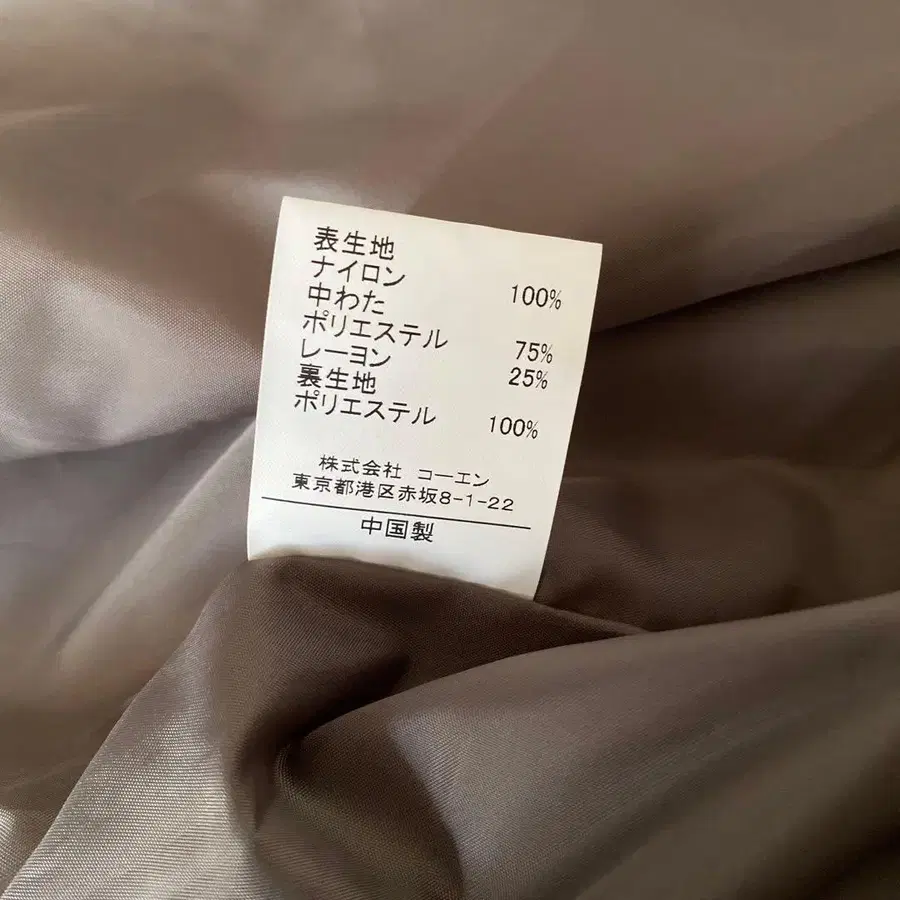 表生地
ナイロン 100%
中わた
ポリエステル 75%
レーヨン 25%
裏生地
ポリエステル 100%
株式会社 コーエン
東京都港区赤坂8-1-22
中国製